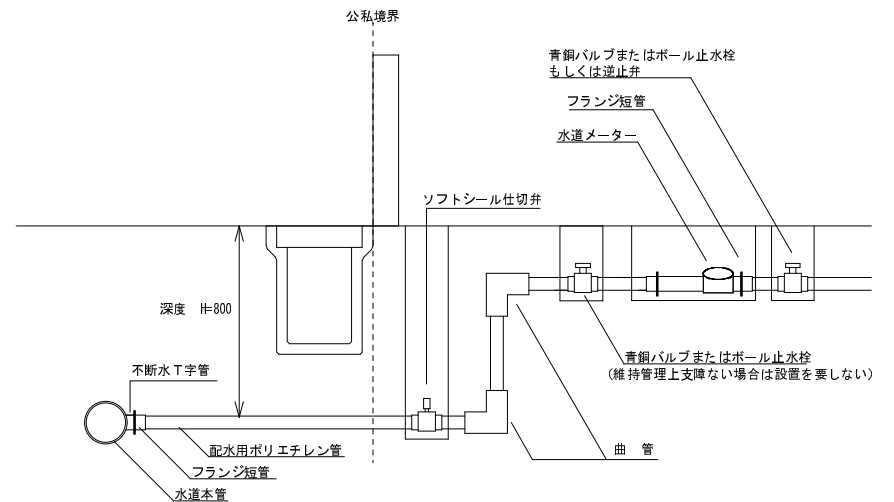 公私境界
青銅バルブまたはボール止水栓
もしくは逆止弁
フランジ短管
水道メーター
ソフトシール仕切弁
深度 H=800
青銅バルブまたはボール止水栓
(維持管理上支障ない場合は設置を要しない)
不断水T字管
配水用ポリエチレン管
曲 管
フランジ短管
水道本管